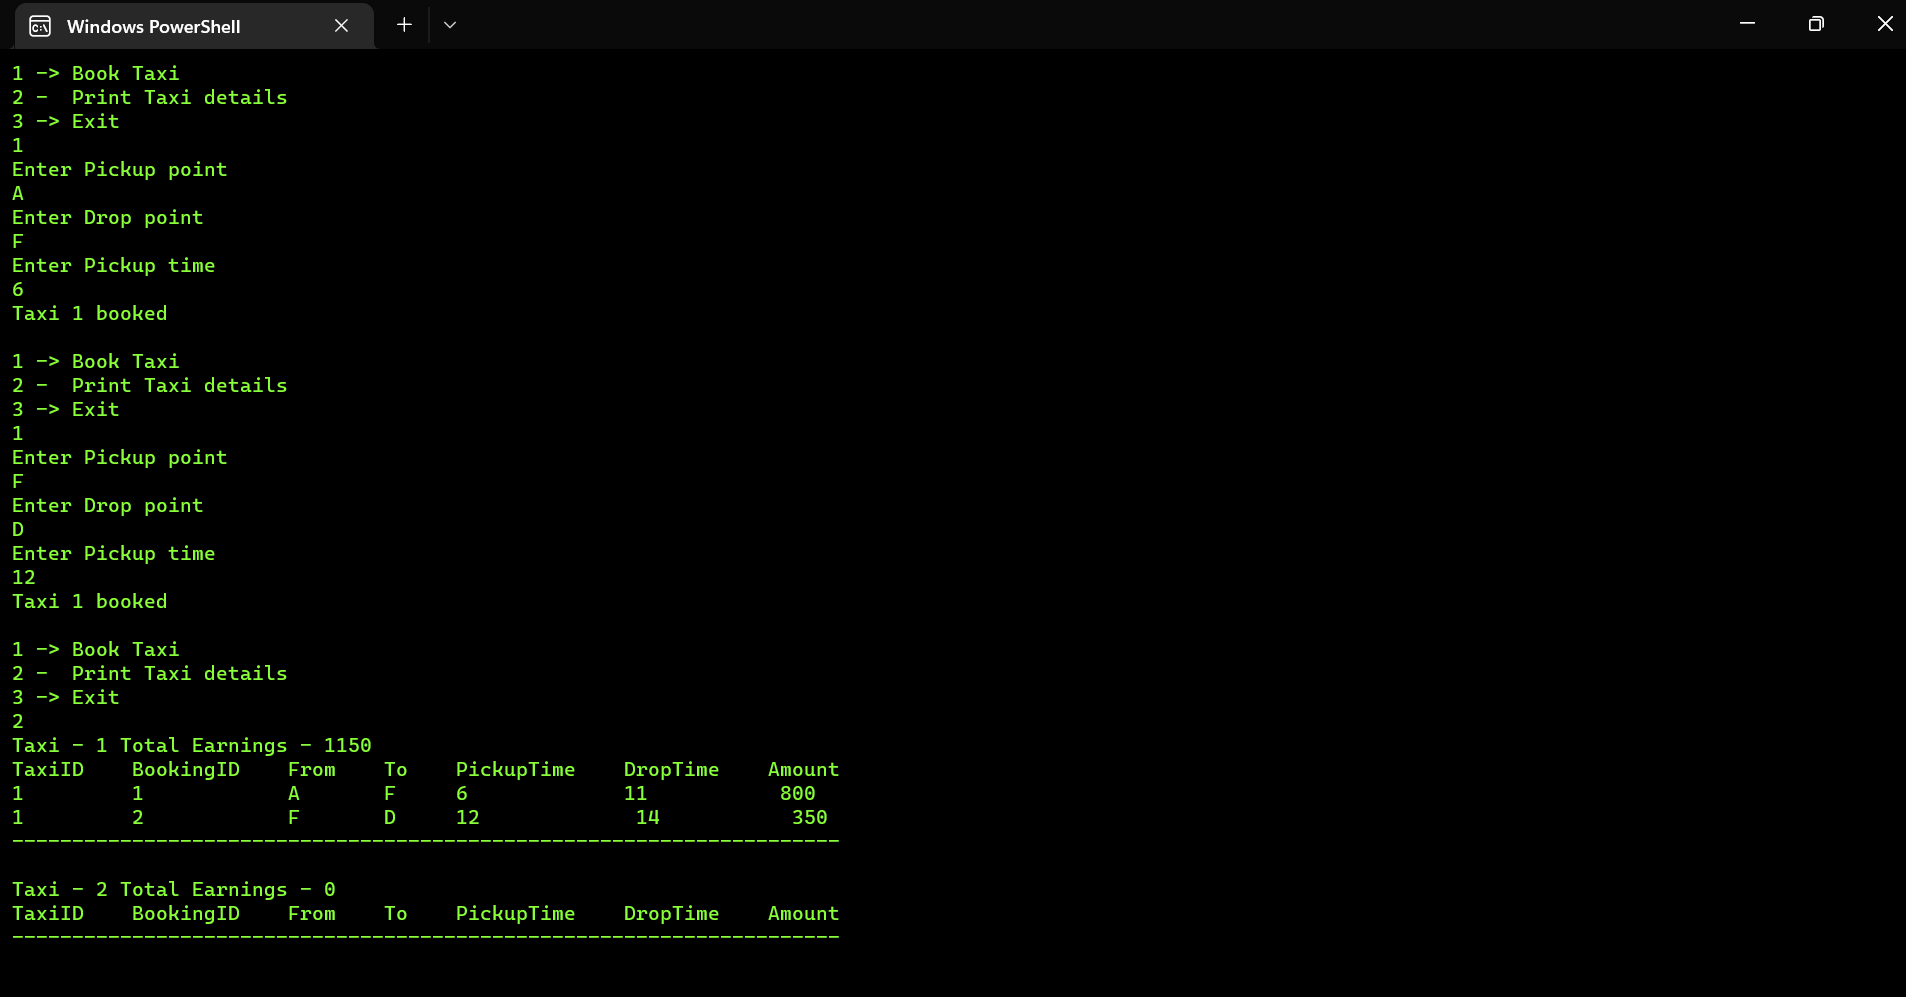 Windows PowerShell
1 -> Book Taxi
2 -  Print Taxi details
3 -> Exit
1
Enter Pickup point
A
Enter Drop point
F
Enter Pickup time
6
Taxi 1 booked
1 -> Book Taxi
2 -  Print Taxi details
3 -> Exit
1
Enter Pickup point
F
Enter Drop point
D
Enter Pickup time
12
Taxi 1 booked
1 -> Book Taxi
2 -  Print Taxi details
3 -> Exit
2
Taxi - 1 Total Earnings - 1150
TaxiID    BookingID    From    To    PickupTime    DropTime    Amount
1         1            A       F     6             11           800
1         2            F       D     12             14           350
---------------------------------------------------------------------
Taxi - 2 Total Earnings - 0
TaxiID    BookingID    From    To    PickupTime    DropTime    Amount
---------------------------------------------------------------------